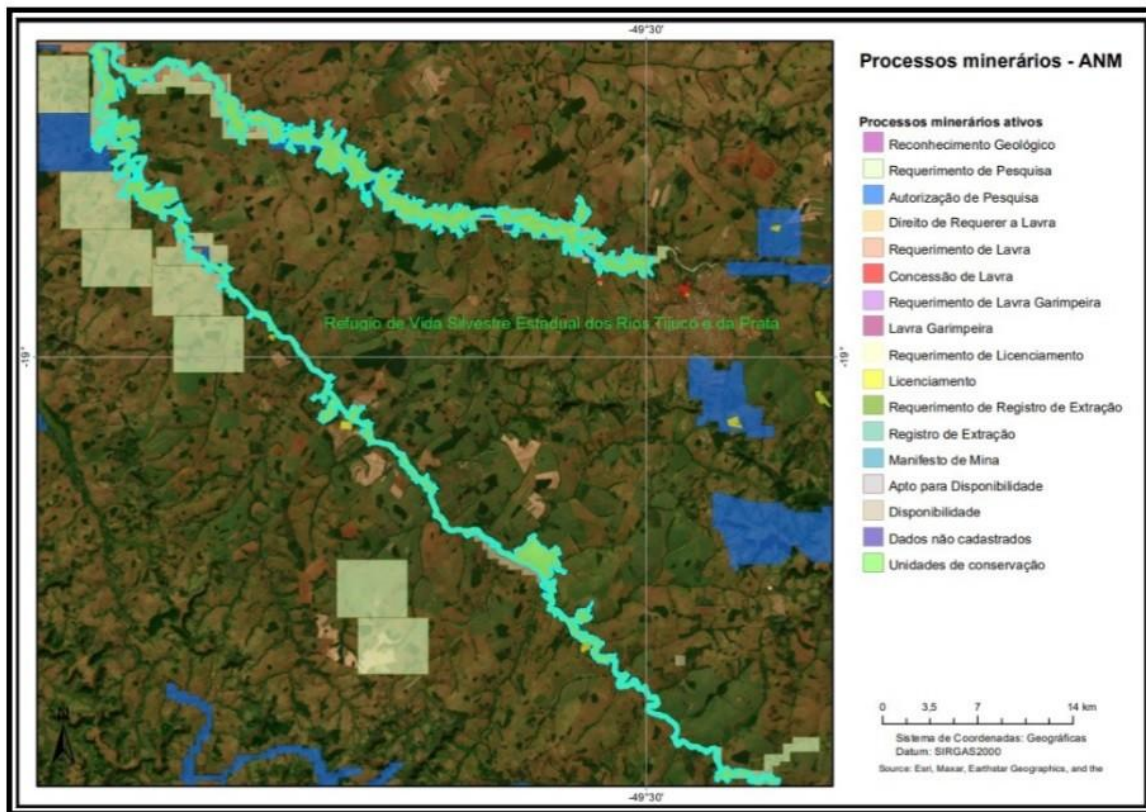 -49°30'
Processos minerários - ANM
Processos minerários ativos
Reconhecimento Geológico
Requerimento de Pesquisa
Autorização de Pesquisa
Direito de Requerer a Lavra
Requerimento de Lavra
Concessão de Lavra
Requerimento de Lavra Garimpeira
Lavra Garimpeira
Requerimento de Licenciamento
Licenciamento
Requerimento de Registro de Extração
Registro de Extração
Manifesto de Mina
Apto para Disponibilidade
Disponibilidade
Dados não cadastrados
Unidades de conservação
Refugio de Vida Silvestre Estadual dos Rios Tijuco e da Prata
-19°
-19°
0 3,5 7 14 km
Sistema de Coordenadas: Geográficas
Datum: SIRGAS2000
Source: Esri, Maxar, Earthstar Geographics, and the
-49°30'